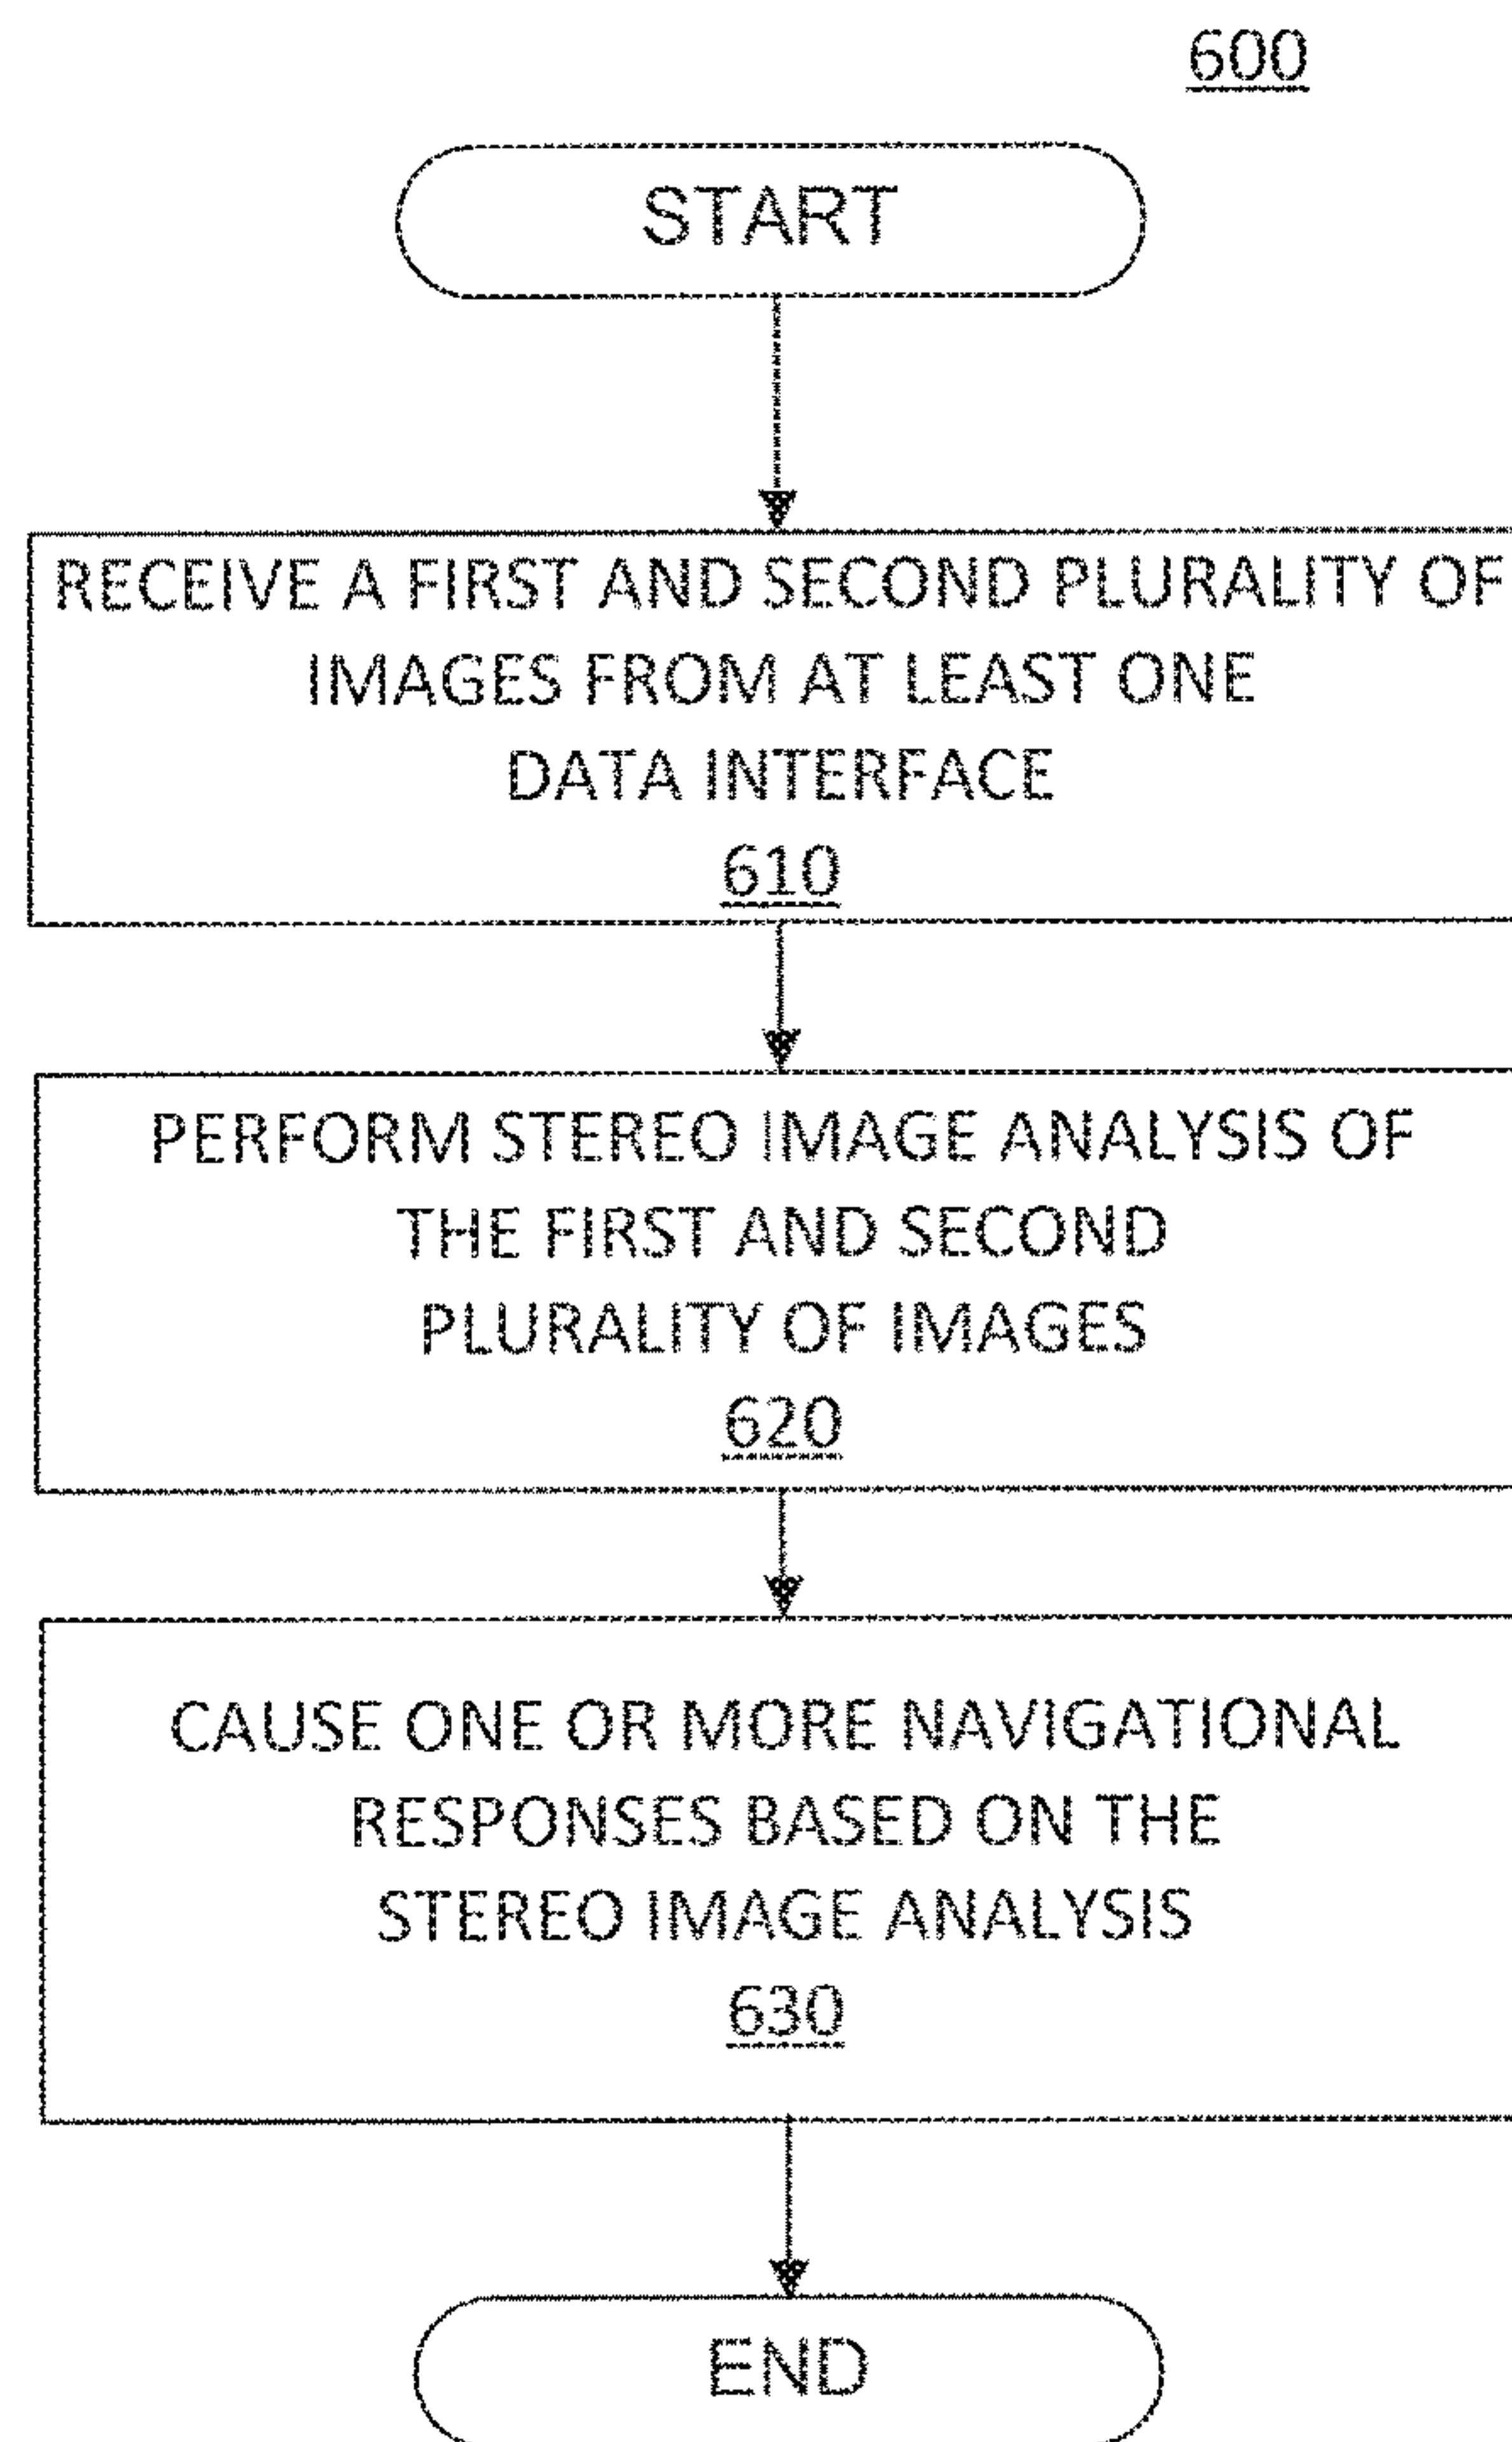 600
START
RECEIVE A FIRST AND SECOND PLURALITY OF
IMAGES FROM AT LEAST ONE
DATA INTERFACE
610
PERFORM STEREO IMAGE ANALYSIS OF
THE FIRST AND SECOND
PLURALITY OF IMAGES
620
CAUSE ONE OR MORE NAVIGATIONAL
RESPONSES BASED ON THE
STEREO IMAGE ANALYSIS
630
END